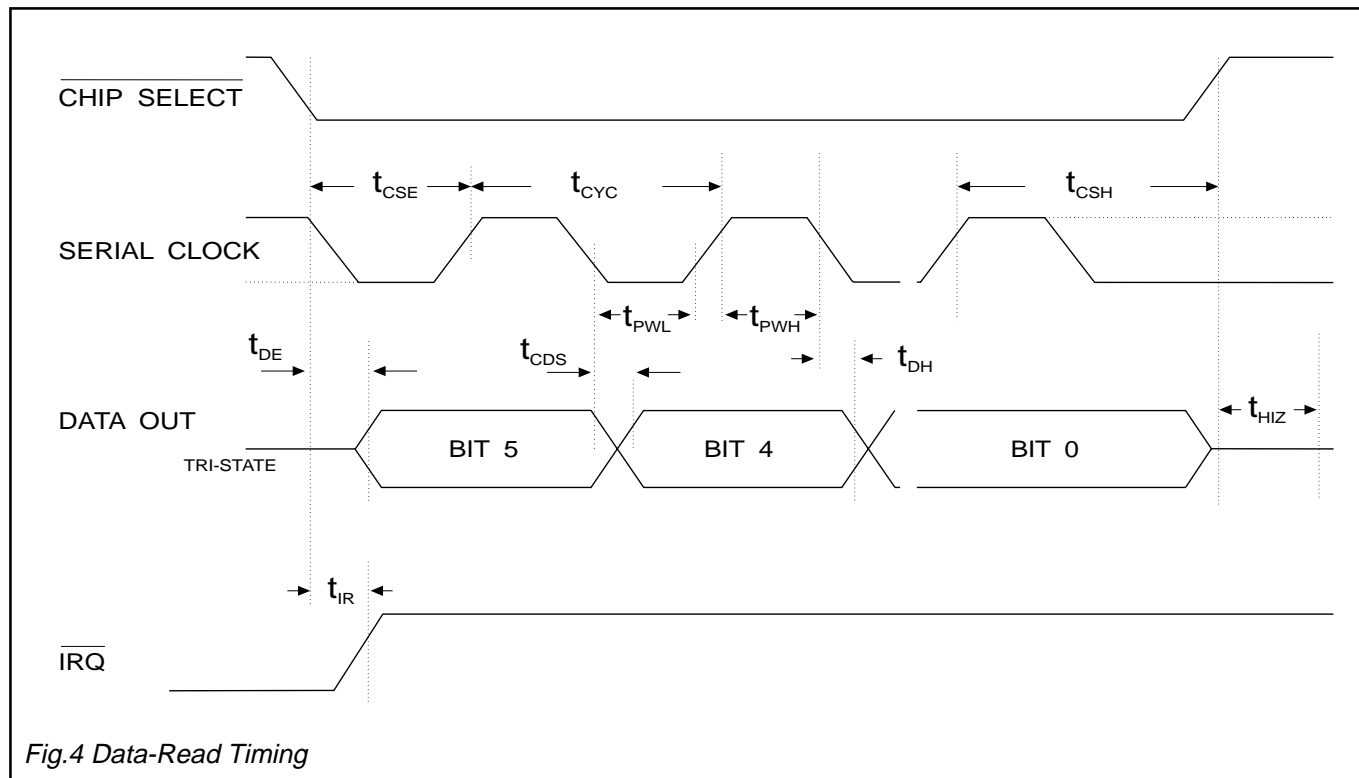 CHIP SELECT
tCSE
tCYC
tCSH
SERIAL CLOCK
tPWL
tPWH
tDE
tCDS
tDH
DATA OUT
tHIZ
TRI-STATE
BIT 5
BIT 4
BIT 0
tIR
IRQ
Fig.4 Data-Read Timing